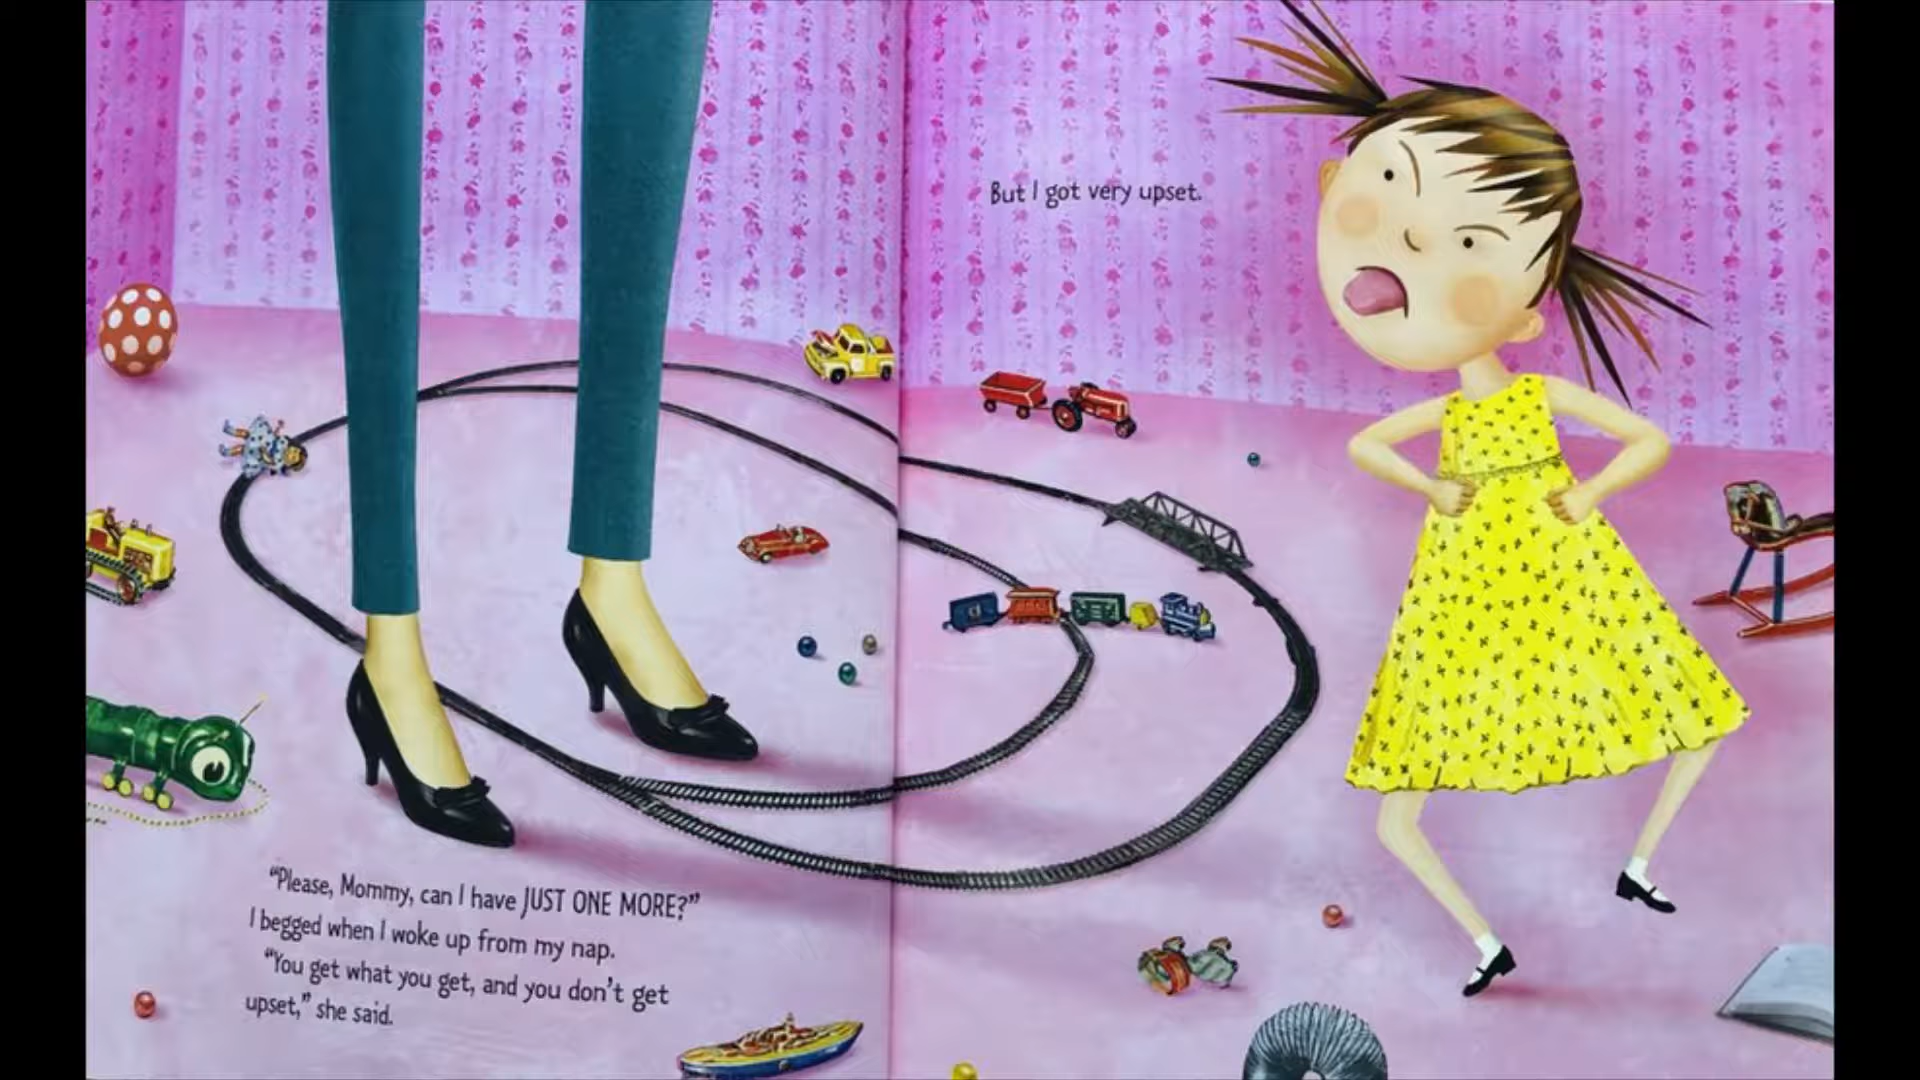 “Please, Mommy, can I have JUST ONE MORE?”
I begged when I woke up from my nap.
“You get what you get, and you don’t get
upset,” she said.
But I got very upset.